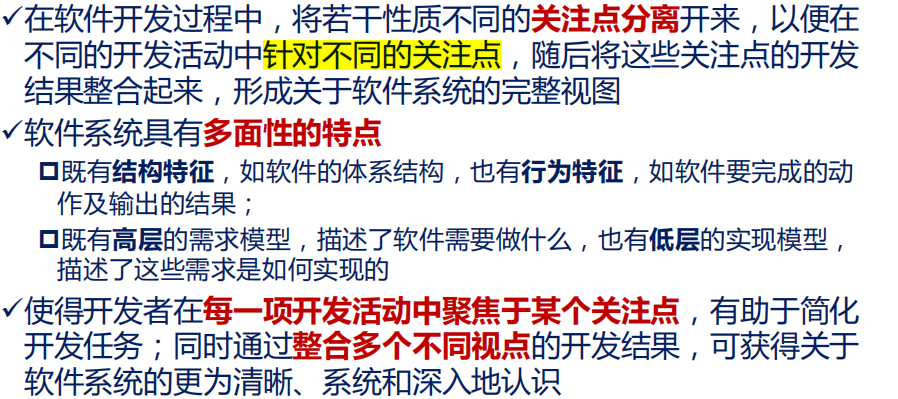 ✓在软件开发过程中，将若干性质不同的关注点分离开来，以便在
不同的开发活动中针对不同的关注点，随后将这些关注点的开发
结果整合起来，形成关于软件系统的完整视图
✓软件系统具有多面性的特点
既有结构特征，如软件的体系结构，也有行为特征，如软件要完成的动
作及输出的结果；
既有高层的需求模型，描述了软件需要做什么，也有低层的实现模型，
描述了这些需求是如何实现的
✓使得开发者在每一项开发活动中聚焦于某个关注点，有助于简化
开发任务；同时通过整合多个不同视点的开发结果，可获得关于
软件系统的更为清晰、系统和深入地认识